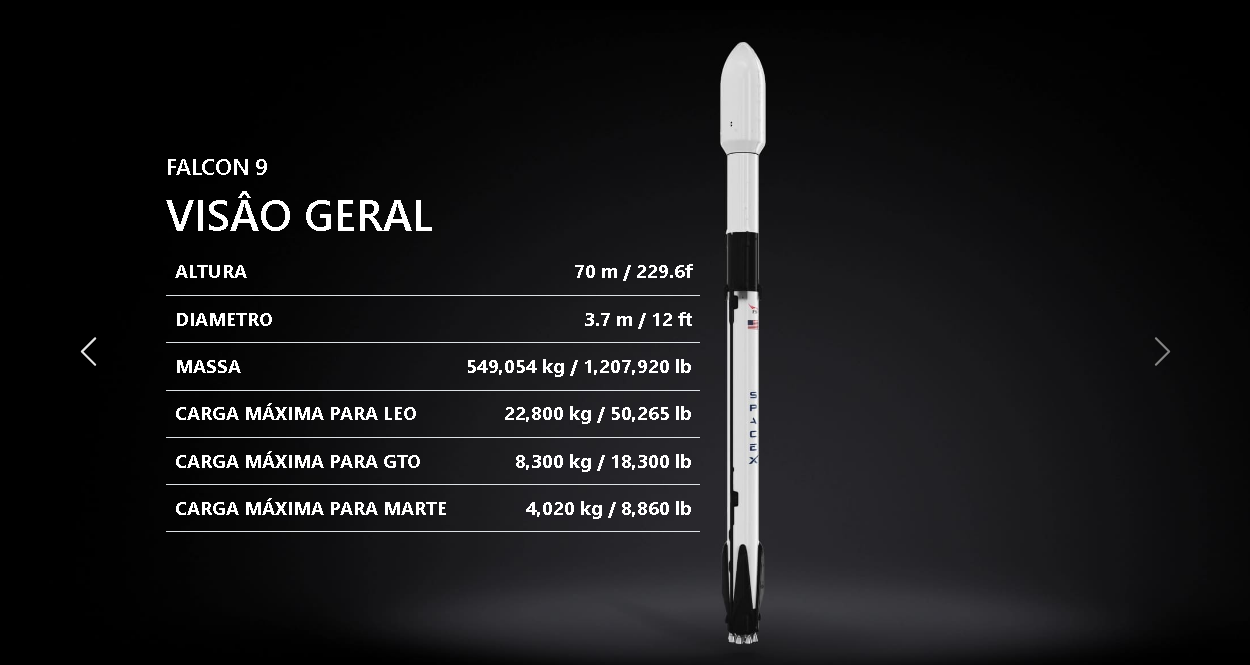 FALCON 9
VISÂO GERAL
ALTURA 70 m / 229.6f
DIAMETRO 3.7 m / 12 ft
MASSA 549,054 kg / 1,207,920 lb
CARGA MÁXIMA PARA LEO 22,800 kg / 50,265 lb
CARGA MÁXIMA PARA GTO 8,300 kg / 18,300 lb
CARGA MÁXIMA PARA MARTE 4,020 kg / 8,860 lb
SPACEX